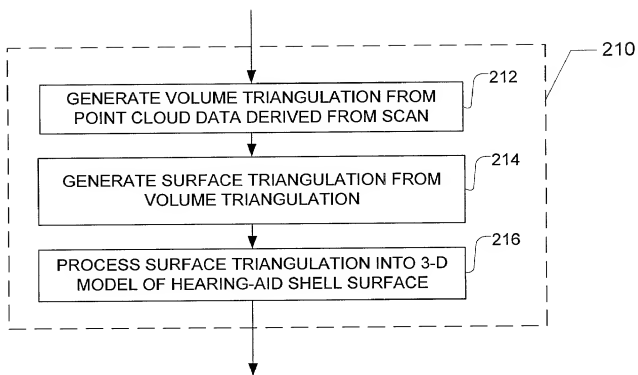 210
212
GENERATE VOLUME TRIANGULATION FROM
POINT CLOUD DATA DERIVED FROM SCAN
214
GENERATE SURFACE TRIANGULATION FROM
VOLUME TRIANGULATION
216
PROCESS SURFACE TRIANGULATION INTO 3-D
MODEL OF HEARING-AID SHELL SURFACE